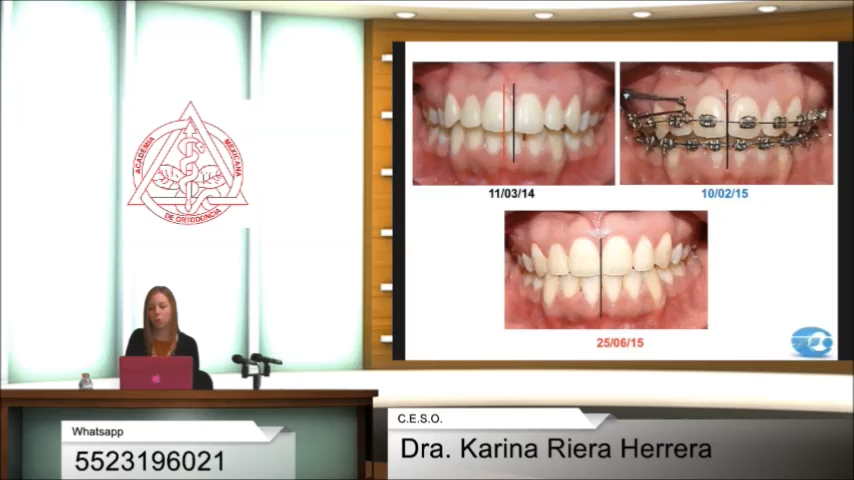 ACADEMIA
MEXICANA
DE ORTODONCIA
11/03/14
10/02/15
25/06/15
Whatsapp
5523196021
C.E.S.O.
Dra. Karina Riera Herrera